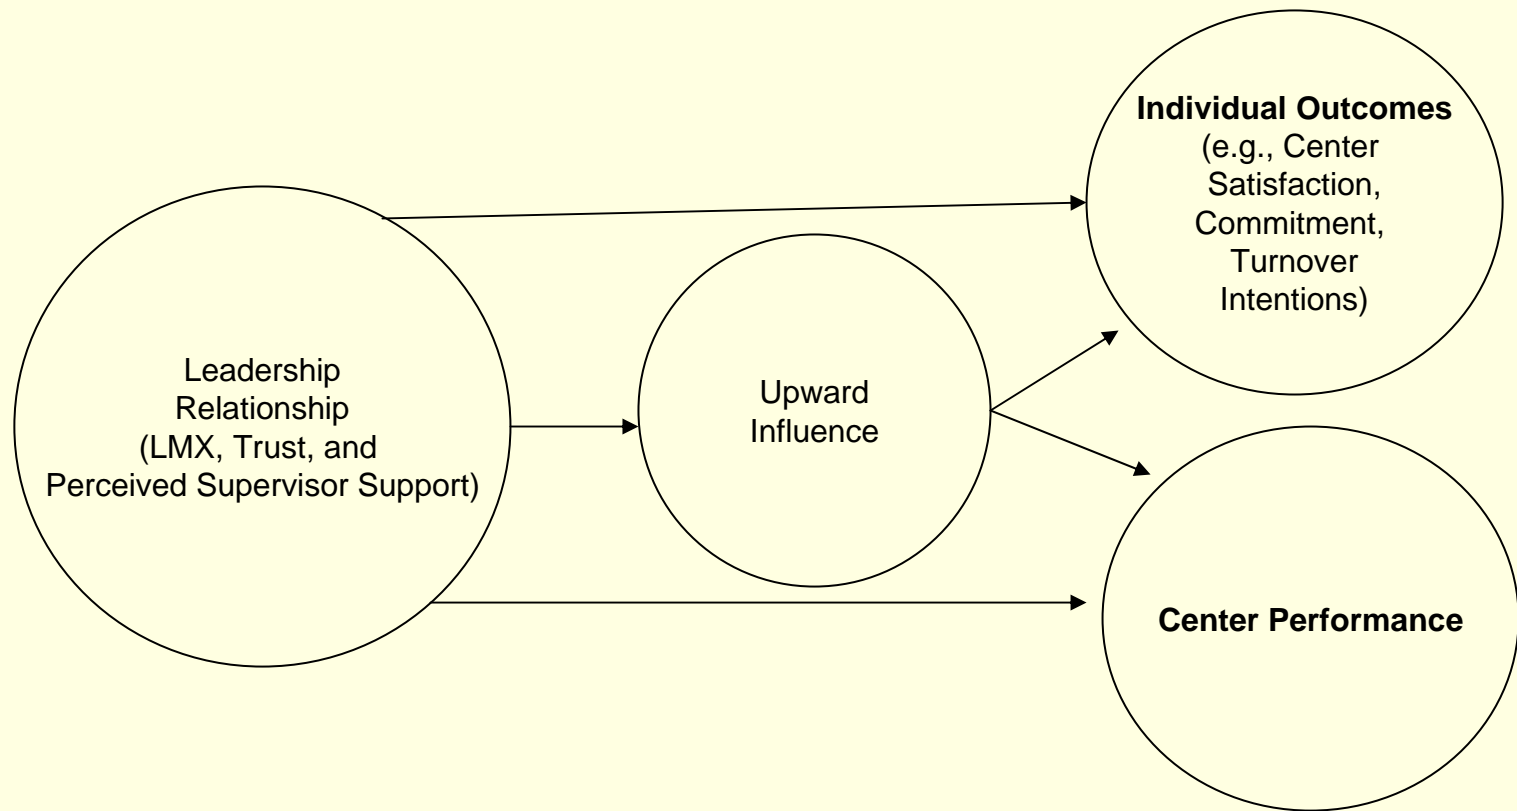 Individual Outcomes
(e.g., Center
Satisfaction,
Commitment,
Turnover
Intentions)
Leadership
Relationship
(LMX, Trust, and
Perceived Supervisor Support)
Upward
Influence
Center Performance